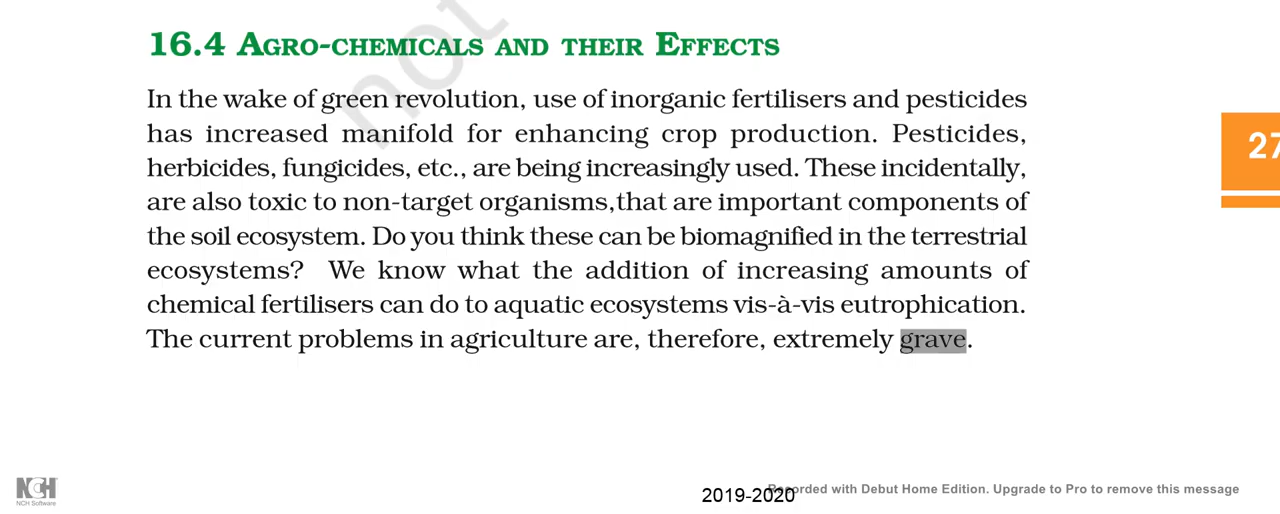 not
16.4 AGRO-CHEMICALS AND THEIR EFFECTS
In the wake of green revolution, use of inorganic fertilisers and pesticides
has increased manifold for enhancing crop production. Pesticides,
herbicides, fungicides, etc., are being increasingly used. These incidentally,
are also toxic to non-target organisms,that are important components of
the soil ecosystem. Do you think these can be biomagnified in the terrestrial
ecosystems? We know what the addition of increasing amounts of
chemical fertilisers can do to aquatic ecosystems vis-à-vis eutrophication.
The current problems in agriculture are, therefore, extremely grave.
27
NCH
NCH Software
2019-2020
Recorded with Debut Home Edition. Upgrade to Pro to remove this message